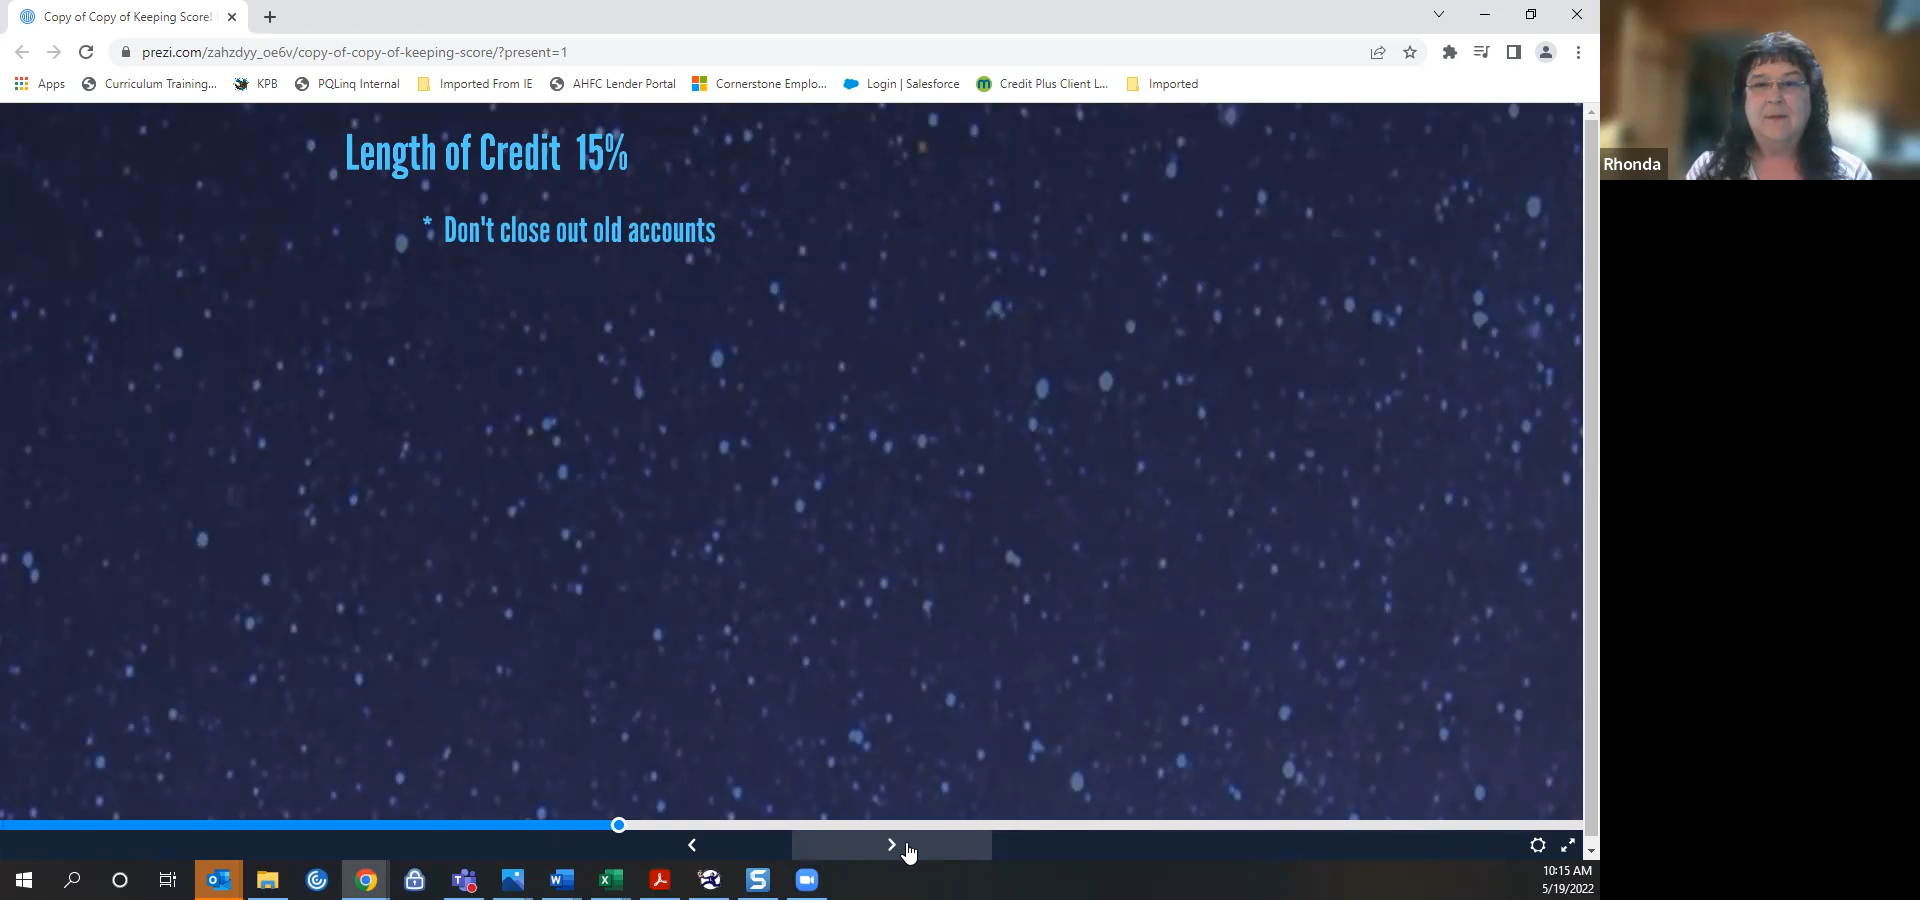 Copy of Copy of Keeping Score!
prezi.com/zahzdyy_oe6v/copy-of-copy-of-keeping-score/?present=1
Apps Curriculum Training... KPB PQLinq Internal Imported From IE AHFC Lender Portal Cornerstone Emplo... Login | Salesforce Credit Plus Client L... Imported
Length of Credit 15%
* Don't close out old accounts
Rhonda
10:15 AM
5/19/2022